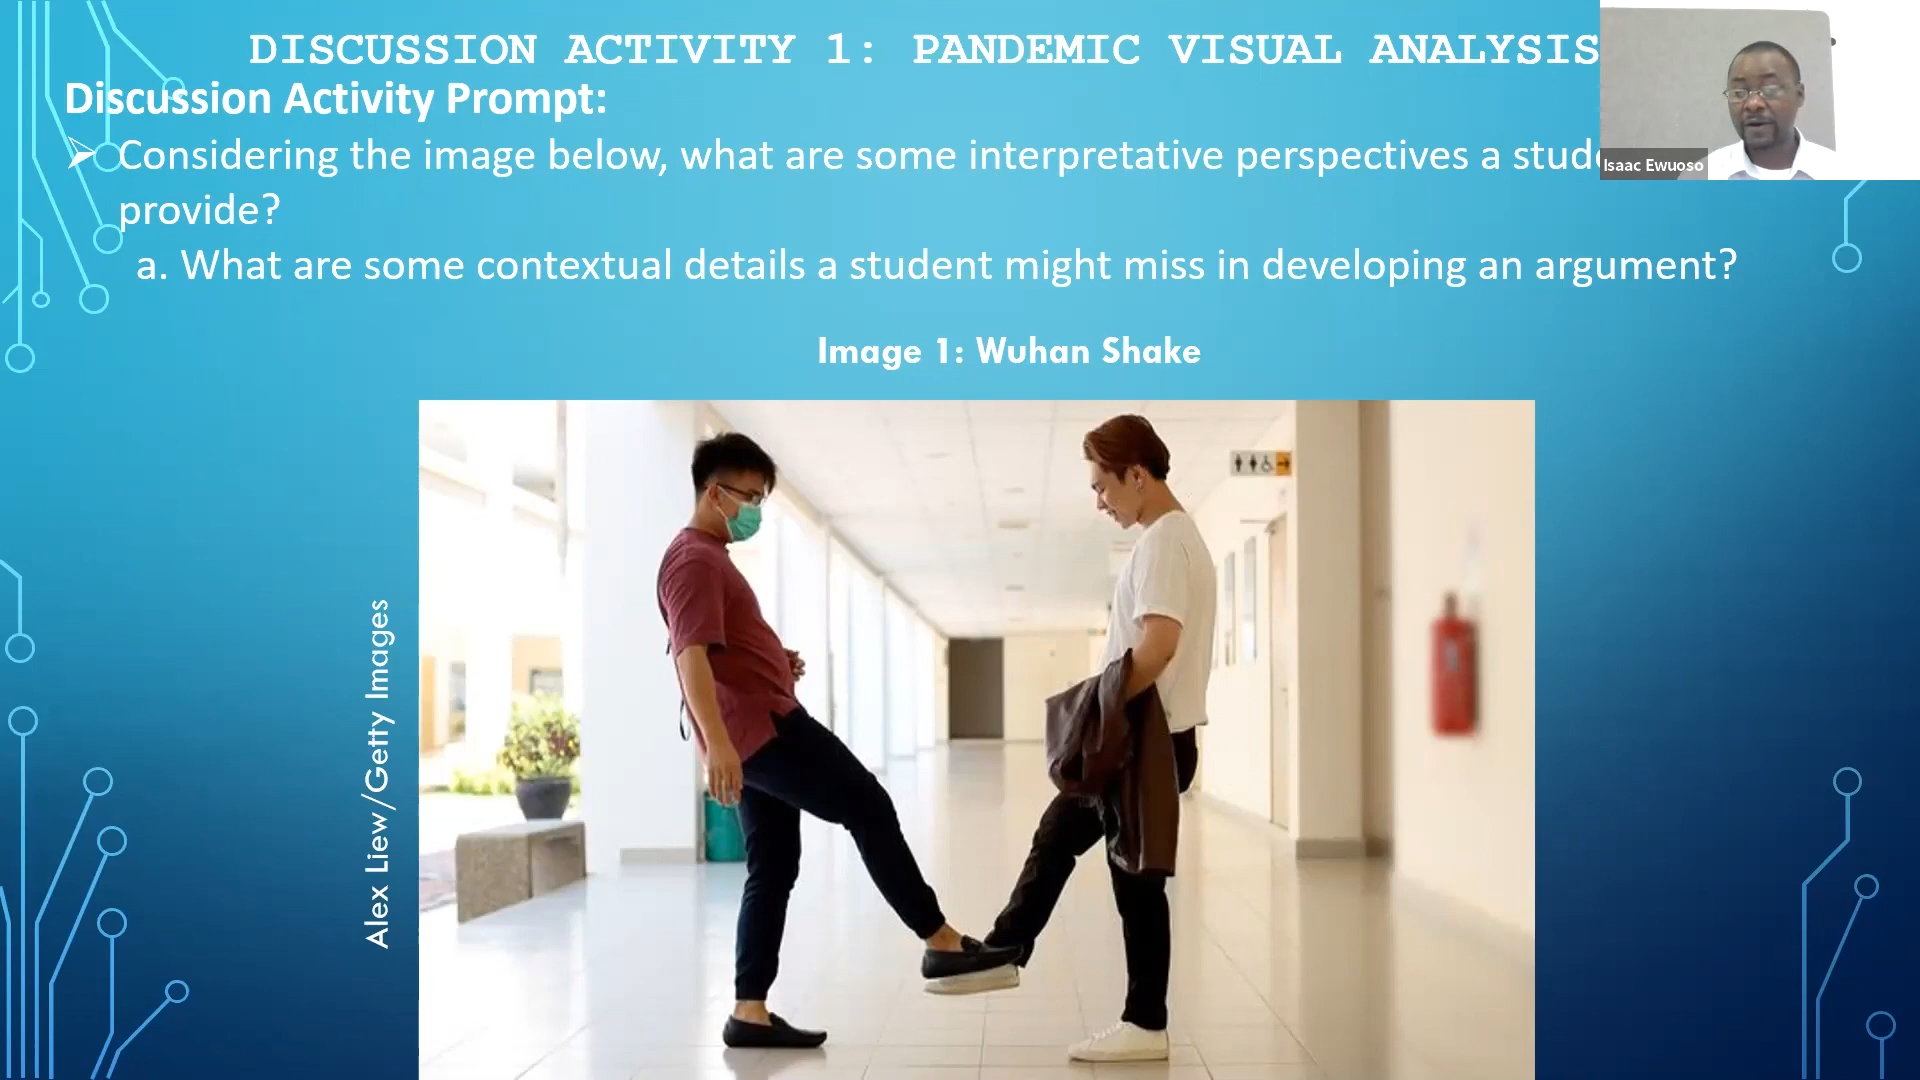 DISCUSSION ACTIVITY 1: PANDEMIC VISUAL ANALYSIS
Discussion Activity Prompt:
Considering the image below, what are some interpretative perspectives a
provide?
a. What are some contextual details a student might miss in developing an argument?
Isaac Ewuoso
Image 1: Wuhan Shake
Alex Liew/Getty Images